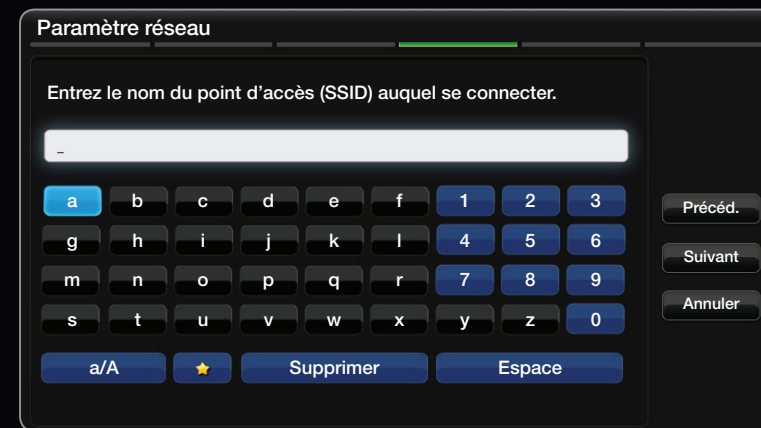 Paramètre réseau
Entrez le nom du point d'accès (SSID) auquel se connecter.
_
a b c d e f 1 2 3
Précéd.
g h i j k l 4 5 6
Suivant
m n o p q r 7 8 9
Annuler
s t u v w x y z 0
a/A Supprimer Espace